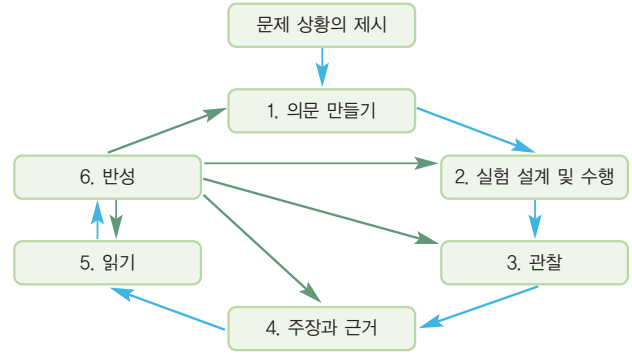 문제 상황의 제시
1. 의문 만들기
6. 반성
2. 실험 설계 및 수행
5. 읽기
3. 관찰
4. 주장과 근거